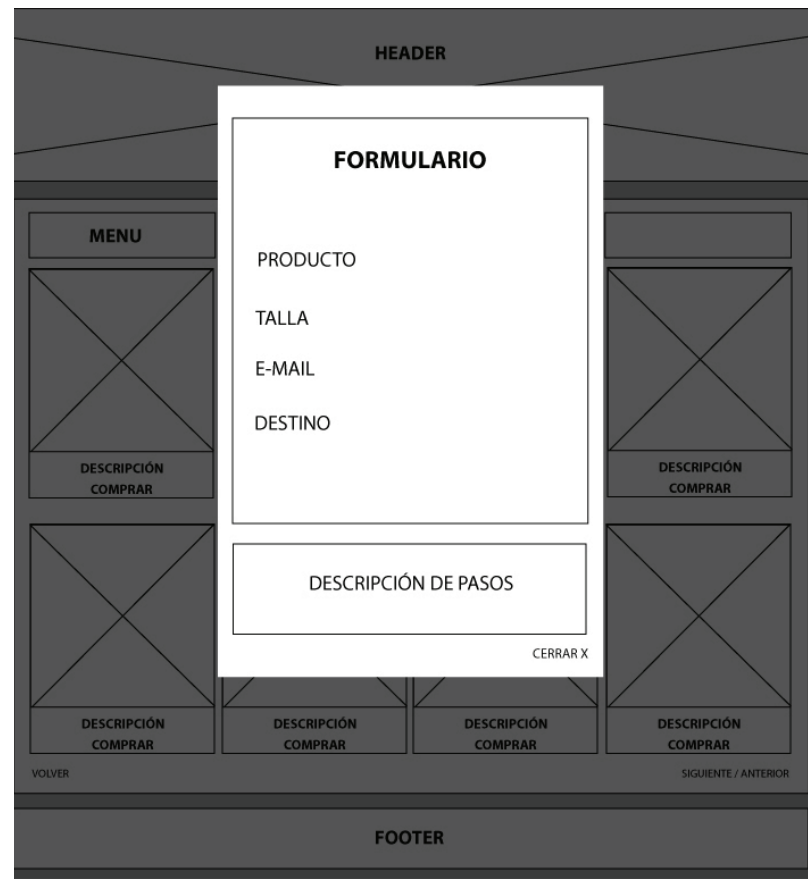 HEADER
FORMULARIO
MENU
PRODUCTO
TALLA
E-MAIL
DESTINO
DESCRIPCIÓN
COMPRAR
DESCRIPCIÓN
COMPRAR
DESCRIPCIÓN DE PASOS
CERRAR X
DESCRIPCIÓN
COMPRAR
DESCRIPCIÓN
COMPRAR
DESCRIPCIÓN
COMPRAR
DESCRIPCIÓN
COMPRAR
VOLVER
SIGUIENTE / ANTERIOR
FOOTER